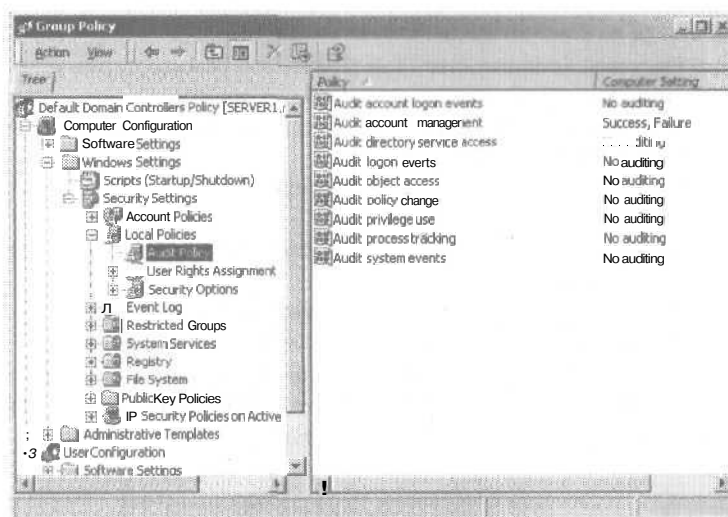 Group Policy
Action View
Tree
Policy
Computer Setting
Default Domain Controllers Policy [SERVER1.
Computer Configuration
Software Settings
Windows Settings
Scripts (Startup/Shutdown)
Security Settings
Account Policies
Local Policies
Audit Policy
User Rights Assignment
Security Options
Event Log
Restricted Groups
System Services
Registry
File System
Public Key Policies
IP Security Policies on Active
Administrative Templates
User Configuration
Software Settings
Audit account logon events No auditing
Audit account management Success, Failure
Audit directory service access
Audit logon everts No auditing
Audit object access No auditing
Audit policy change No auditing
Audit privilege use No auditing
Audit process tracking No auditing
Audit system events No auditing